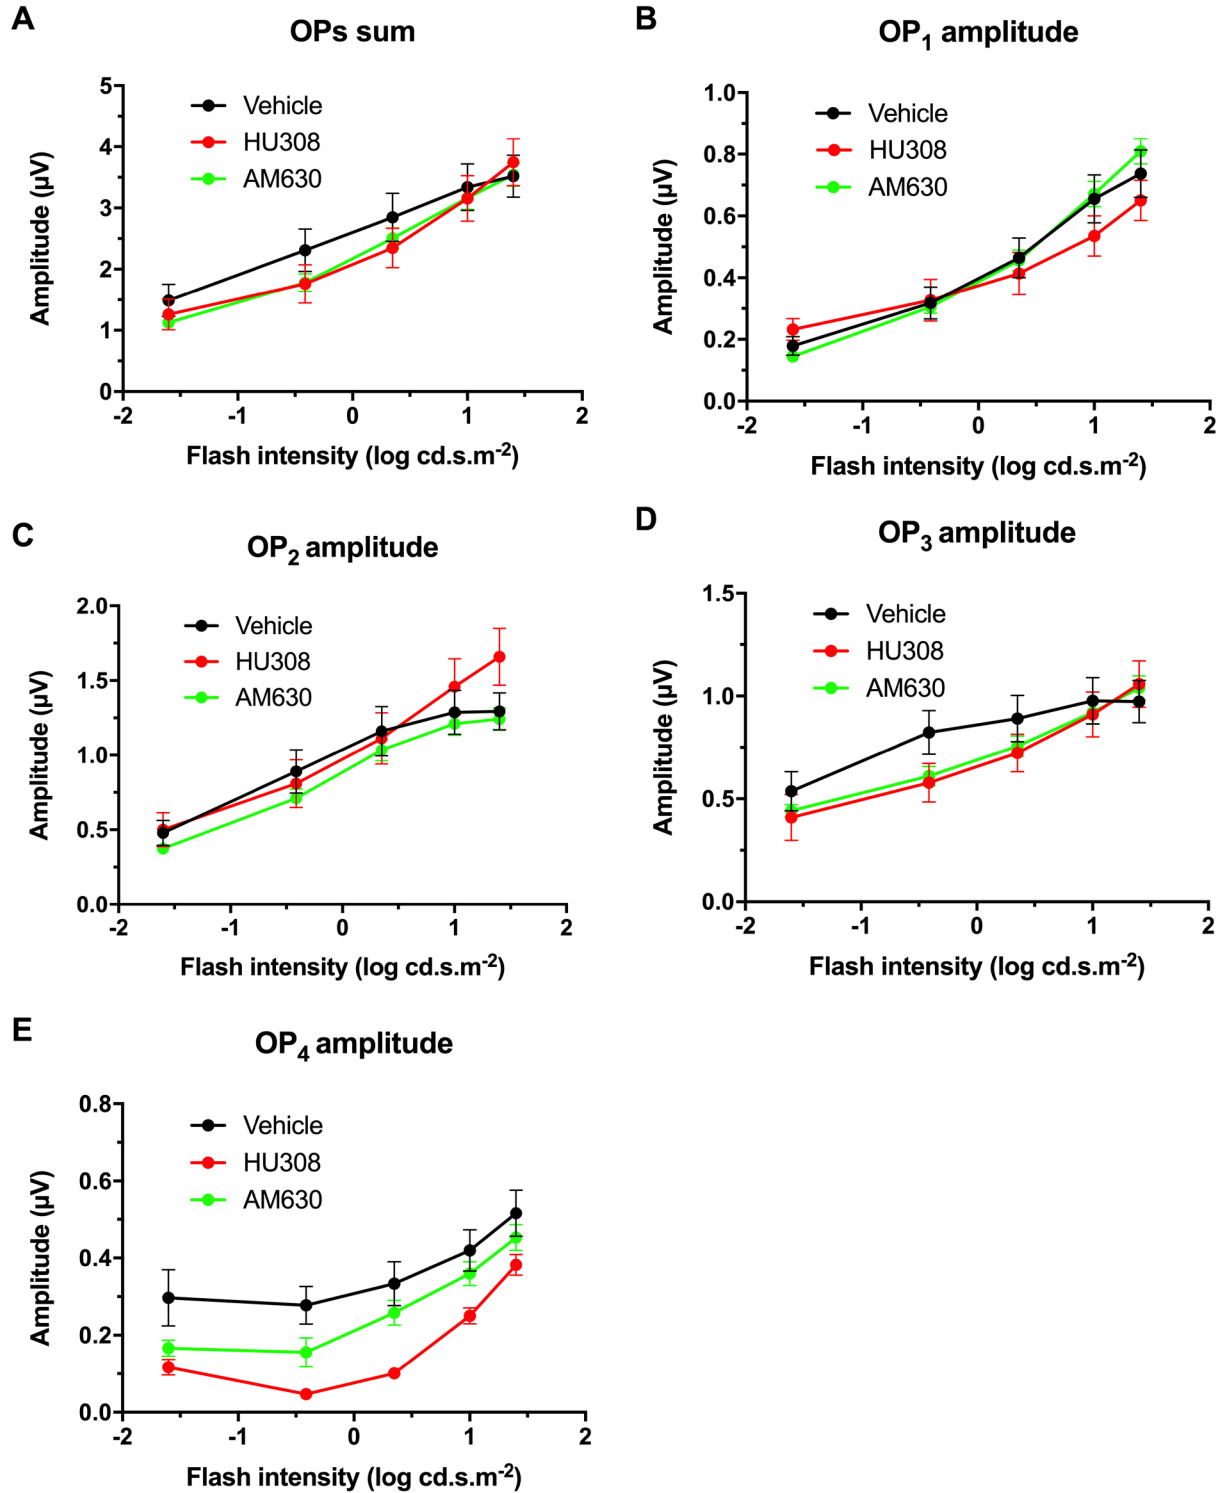 A
OPs sum
Amplitude (µV)
5
4
3
2
1
0
Vehicle
HU308
AM630
-2 -1 0 1 2
Flash intensity (log cd.s.m-2)
B
OP1 amplitude
Amplitude (µV)
1.0
0.8
0.6
0.4
0.2
0.0
Vehicle
HU308
AM630
-2 -1 0 1 2
Flash intensity (log cd.s.m-2)
C
OP2 amplitude
Amplitude (µV)
2.0
1.5
1.0
0.5
0.0
Vehicle
HU308
AM630
-2 -1 0 1 2
Flash intensity (log cd.s.m-2)
D
OP3 amplitude
Amplitude (µV)
1.5
1.0
0.5
0.0
Vehicle
HU308
AM630
-2 -1 0 1 2
Flash intensity (log cd.s.m-2)
E
OP4 amplitude
Amplitude (µV)
0.8
0.6
0.4
0.2
0.0
Vehicle
HU308
AM630
-2 -1 0 1 2
Flash intensity (log cd.s.m-2)